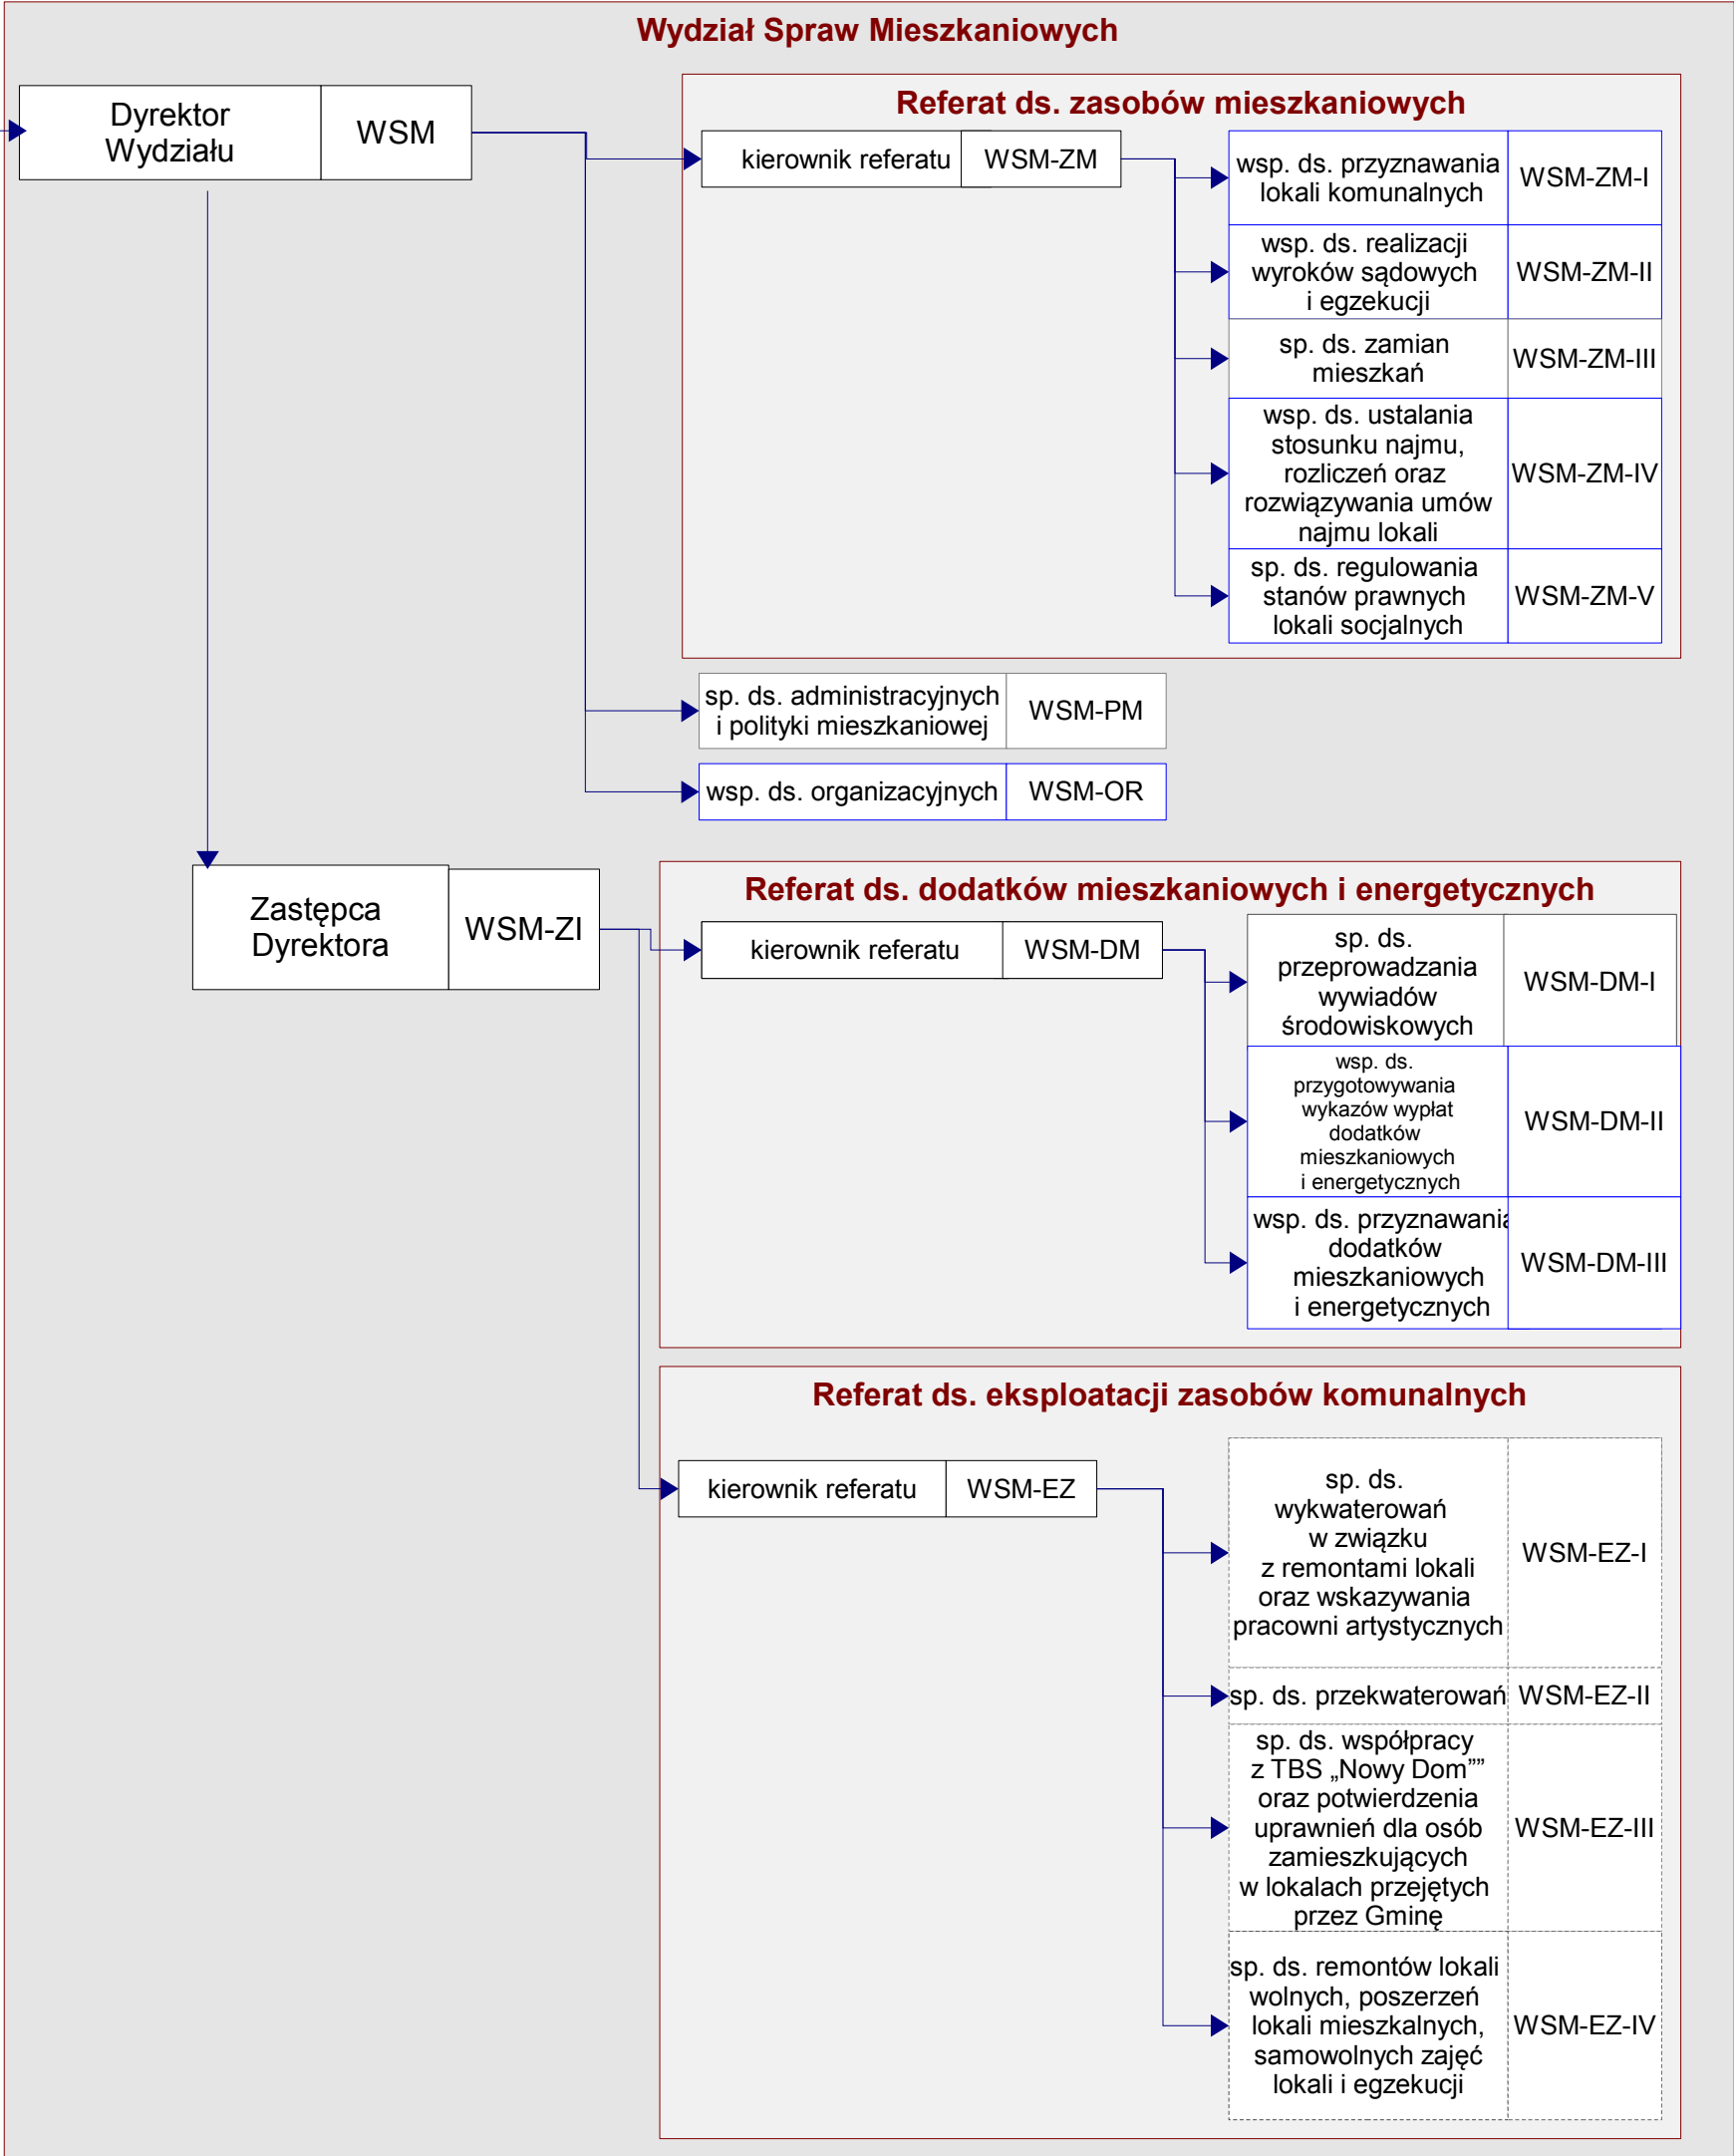 Wydział Spraw Mieszkaniowych
Dyrektor
Wydziału
WSM
Referat ds. zasobów mieszkaniowych
kierownik referatu
WSM-ZM
wsp. ds. przyznawania
lokali komunalnych
WSM-ZM-I
wsp. ds. realizacji
wyroków sądowych
i egzekucji
WSM-ZM-II
sp. ds. zamian
mieszkań
WSM-ZM-III
wsp. ds. ustalania
stosunku najmu,
rozliczeń oraz
rozwiązywania umów
najmu lokali
WSM-ZM-IV
sp. ds. regulowania
stanów prawnych
lokali socjalnych
WSM-ZM-V
sp. ds. administracyjnych
i polityki mieszkaniowej
WSM-PM
wsp. ds. organizacyjnych
WSM-OR
Zastępca
Dyrektora
WSM-ZI
Referat ds. dodatków mieszkaniowych i energetycznych
kierownik referatu
WSM-DM
sp. ds.
przeprowadzania
wywiadów
środowiskowych
WSM-DM-I
wsp. ds.
przygotowywania
wykazów wypłat
dodatków
mieszkaniowych
i energetycznych
WSM-DM-II
wsp. ds. przyznawania
dodatków
mieszkaniowych
i energetycznych
WSM-DM-III
Referat ds. eksploatacji zasobów komunalnych
kierownik referatu
WSM-EZ
sp. ds.
wykwaterowań
w związku
z remontami lokali
oraz wskazywania
pracowni artystycznych
WSM-EZ-I
sp. ds. przekwaterowań
WSM-EZ-II
sp. ds. współpracy
z TBS „Nowy Dom””
oraz potwierdzenia
uprawnień dla osób
zamieszkujących
w lokalach przejętych
przez Gminę
WSM-EZ-III
sp. ds. remontów lokali
wolnych, poszerzeń
lokali mieszkalnych,
samowolnych zajęć
lokali i egzekucji
WSM-EZ-IV